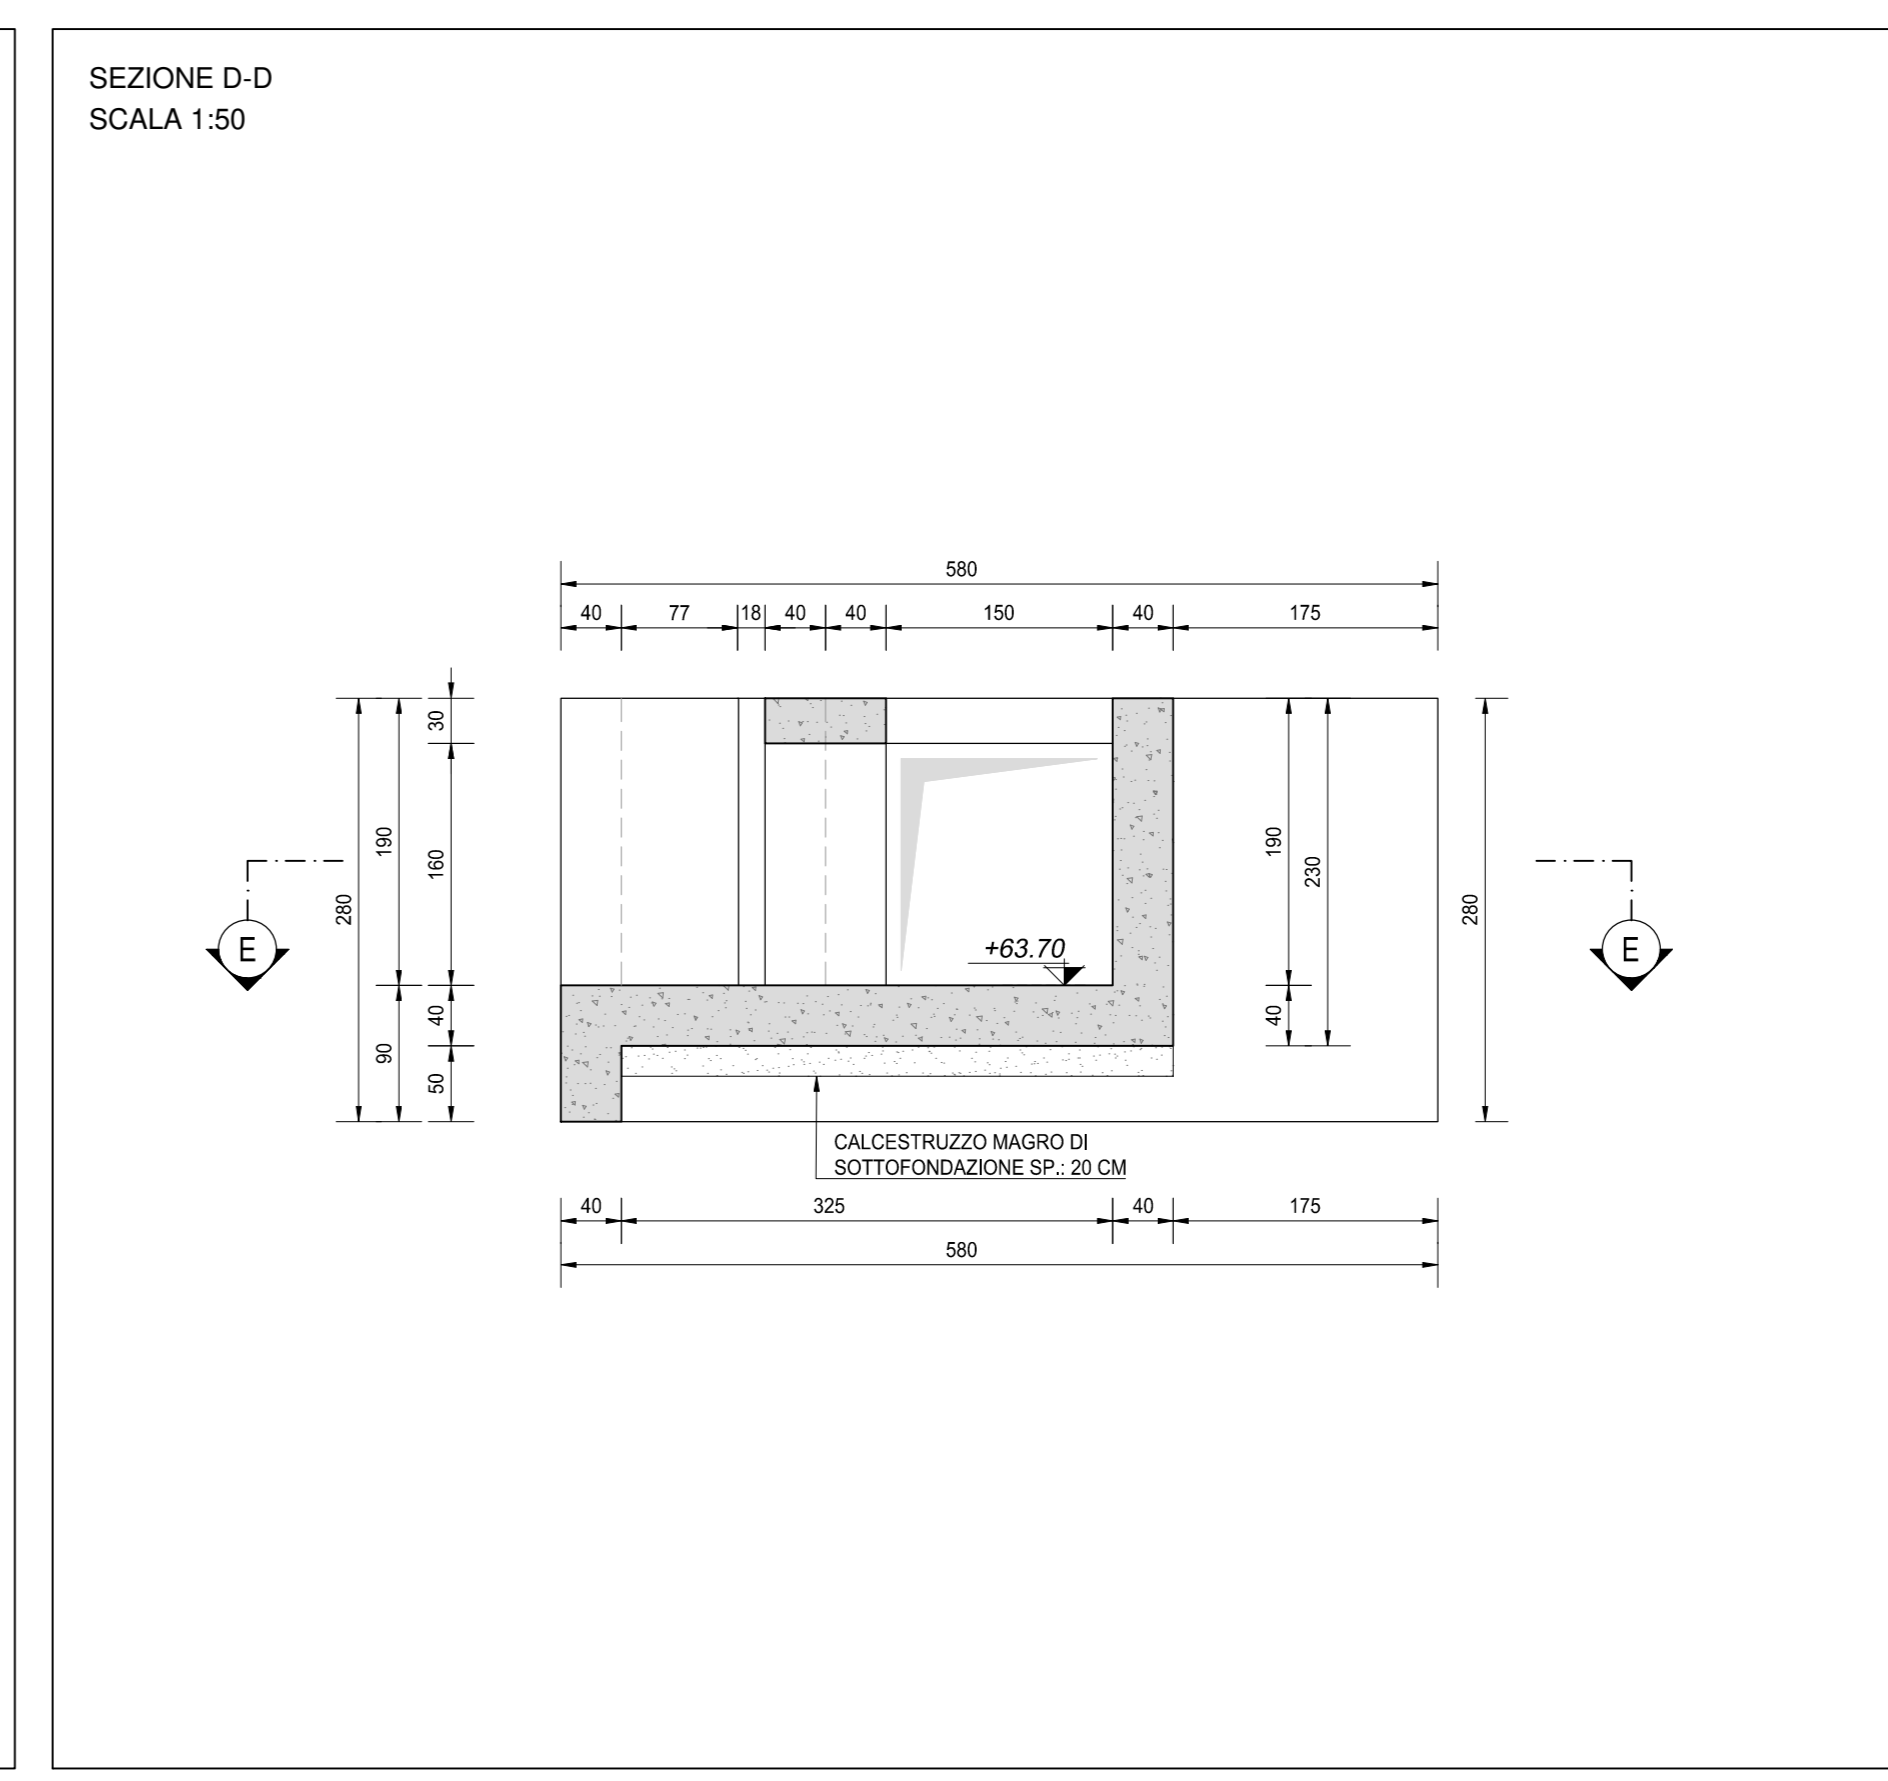 SEZIONE D-D
SCALA 1:50
580
40 77 18 40 40 150 40 175
30
190
160
280
90
40
50
190
230
40
280
E
E
+63.70
CALCESTRUZZO MAGRO DI
SOTTOFONDAZIONE SP.: 20 CM
40 325 40 175
580